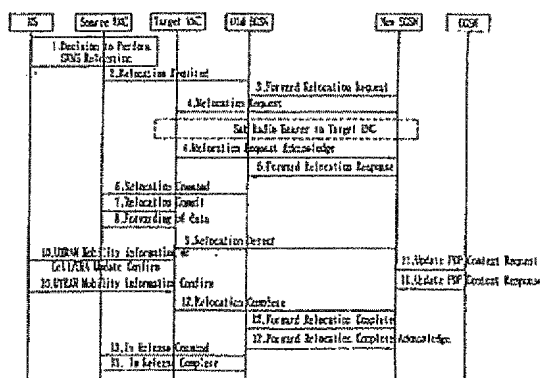 MS
Source RNC
Target RNC
Old SGSN
New SGSN
GGSN
1.Decision to Perform
SRNS Relocation
2.Relocation Required
3.Forward Relocation Request
4.Relocation Request
Set Radio Bearer to Target RNC
4.Relocation Request Acknowledge
5.Forward Relocation Response
6.Relocation Command
7.Relocation Commit
8.Forwarding of data
9.Relocation Detect
10.UTRAN Mobility information or
Cell/URA Update Confirm
10.UTRAN Mobility Information Confirm
11.Update PDP Context Request
11.Update PDP Context Response
12.Relocation Complete
12.Forward Relocation Complete
12.Forward Relocation Complete Acknowledge
13.Iu Release Command
13. Iu Release Complete